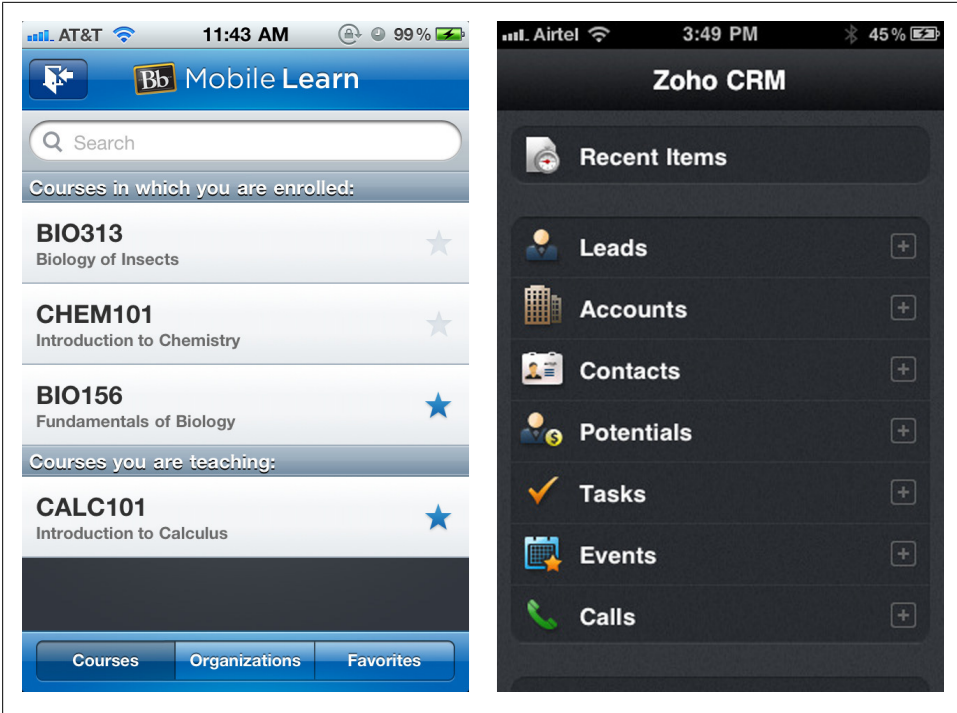 AT&T 11:43 AM 99%
Bb Mobile Learn
Search
Courses in which you are enrolled:
BIO313
Biology of Insects
CHEM101
Introduction to Chemistry
BIO156
Fundamentals of Biology
Courses you are teaching:
CALC101
Introduction to Calculus
Courses Organizations Favorites
Airtel 3:49 PM 45%
Zoho CRM
Recent Items
Leads
Accounts
Contacts
Potentials
Tasks
Events
Calls